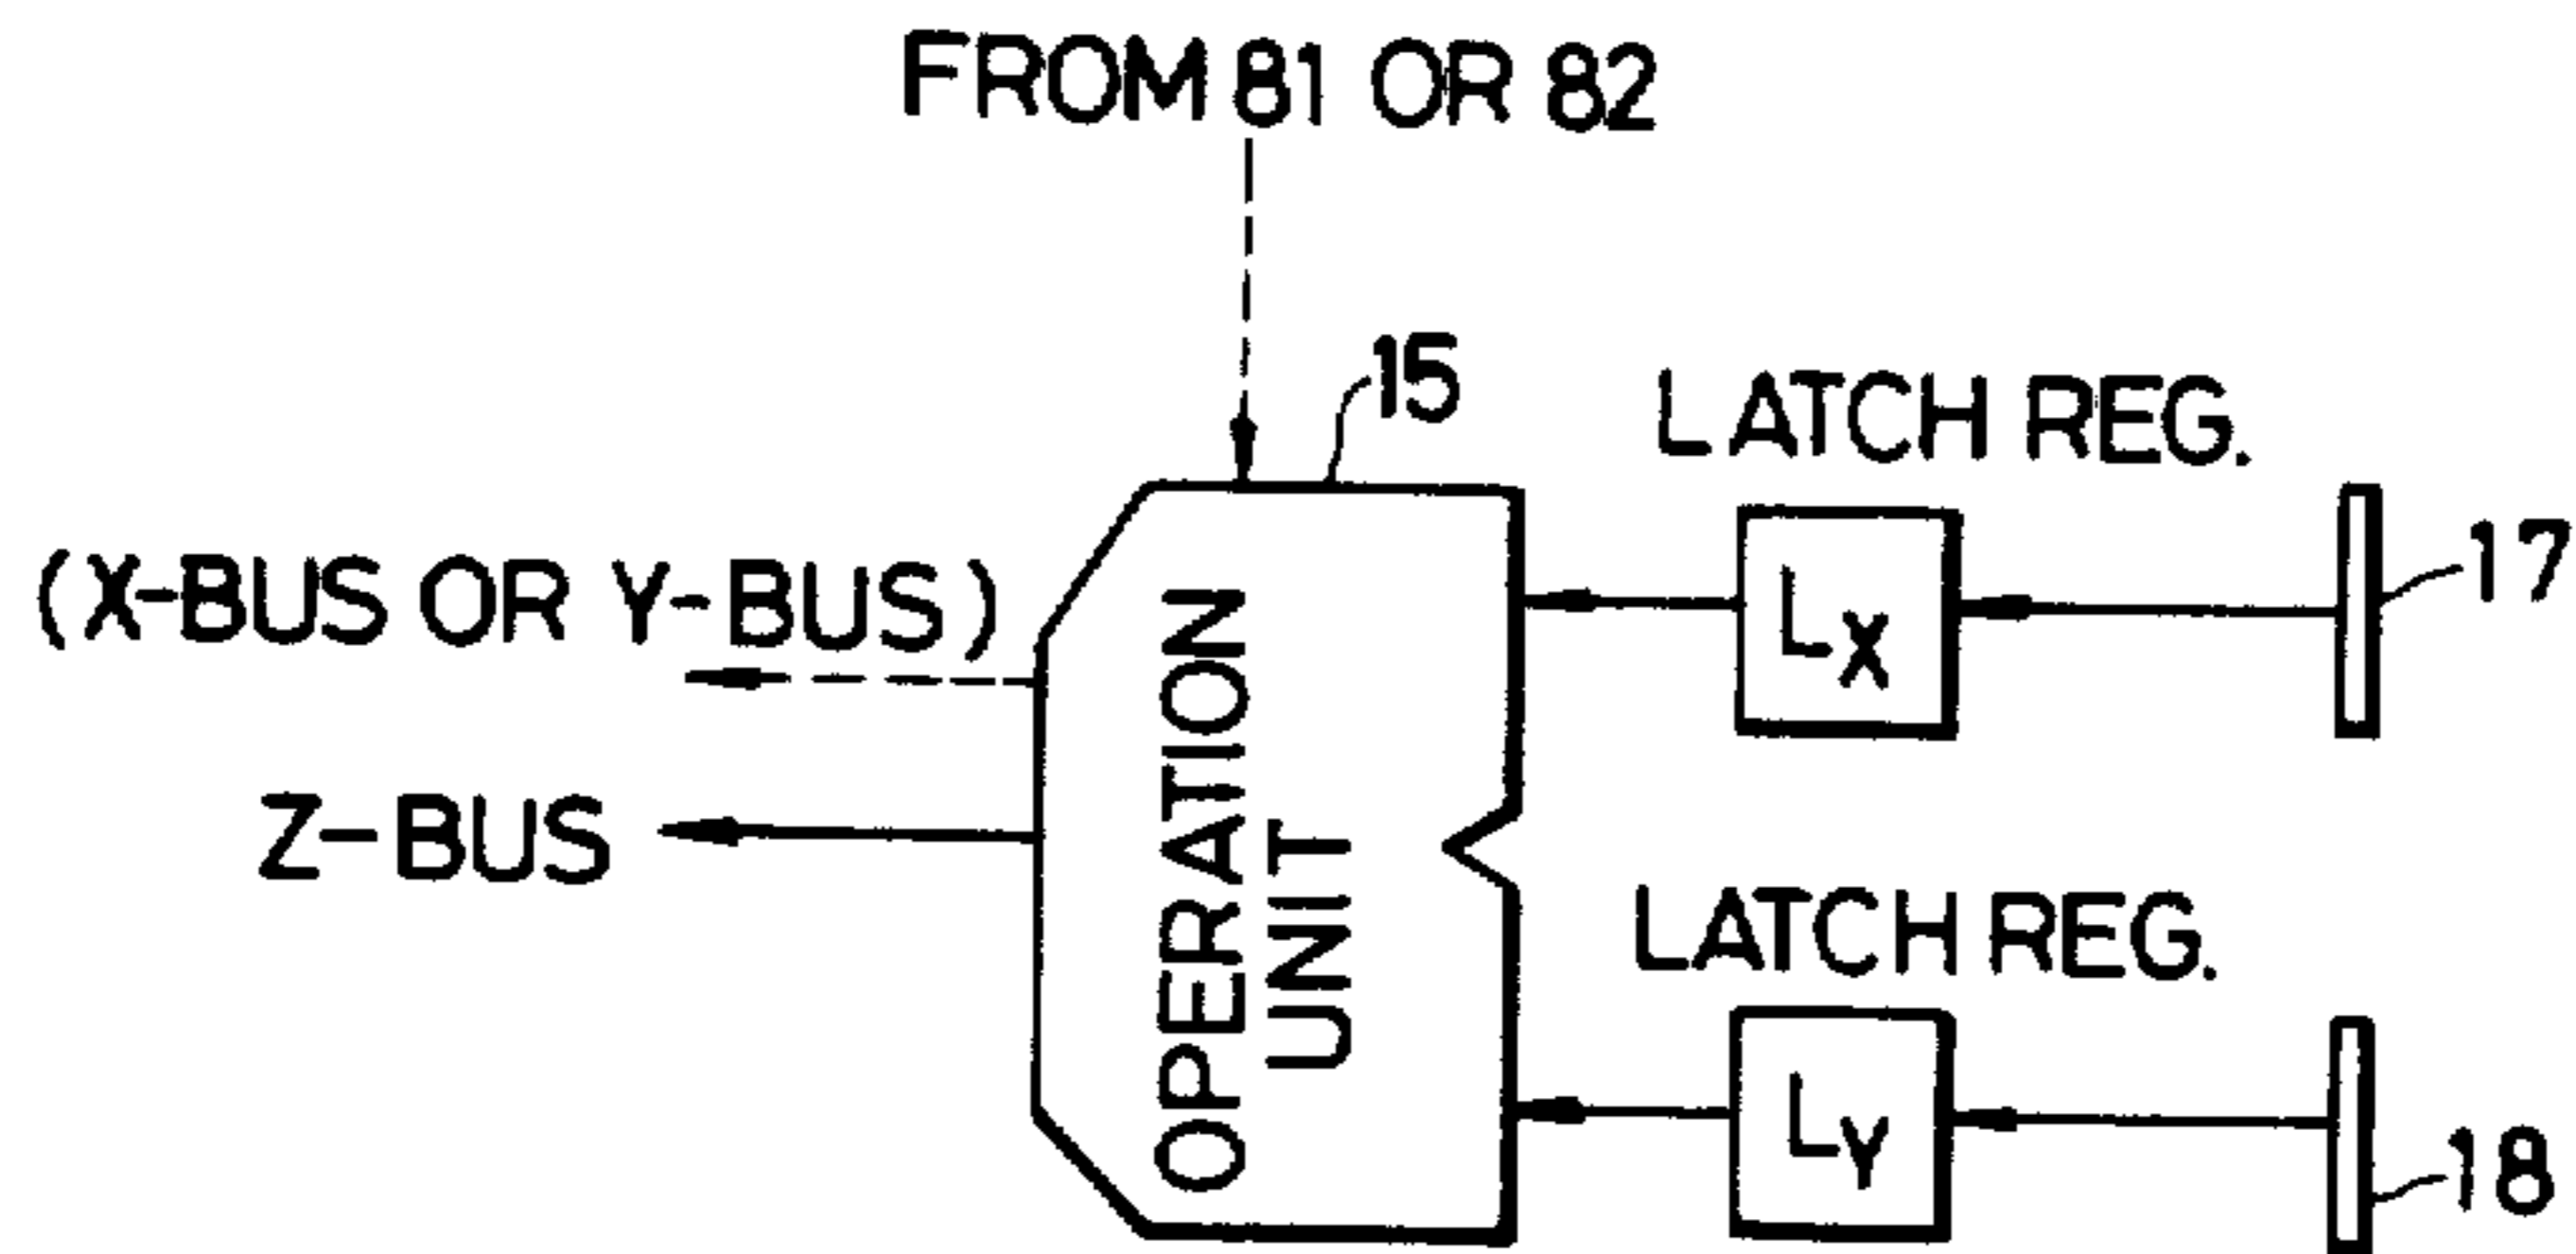 FROM 81 OR 82
15
LATCH REG.
(X-BUS OR Y-BUS)
LX
17
Z-BUS
OPERATION
UNIT
LATCH REG.
LY
18